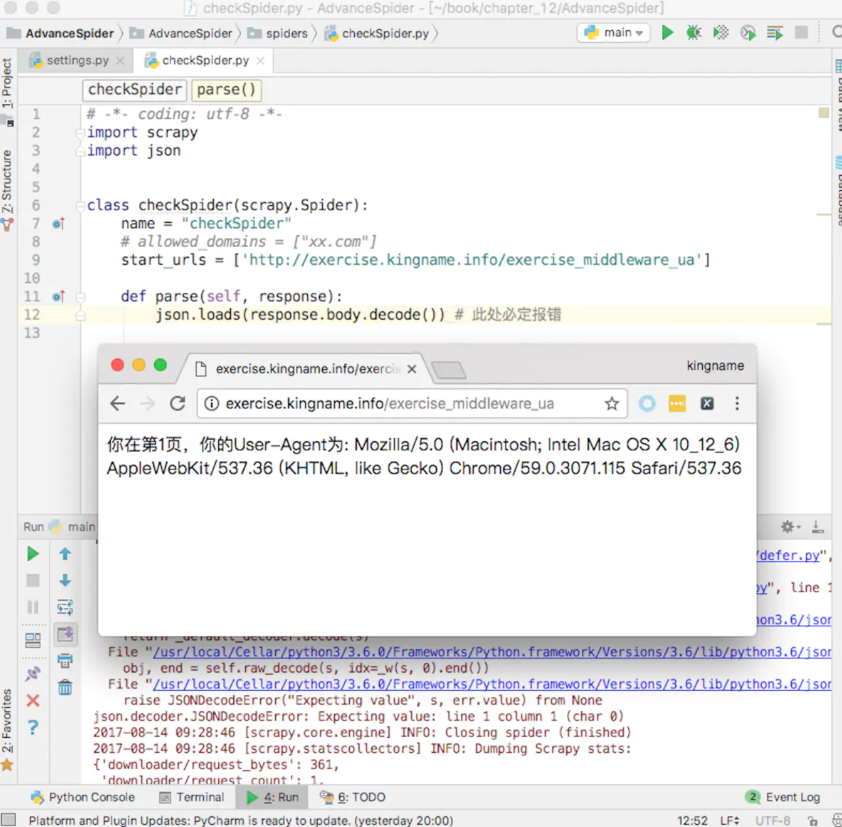 checkSpider.py - AdvanceSpider - [~/book/chapter_12/AdvanceSpider]
AdvanceSpider AdvanceSpider spiders checkSpider.py main
settings.py checkSpider.py
checkSpider parse()
1: Project
7: Structure
2: Favorites
1 # -*- coding: utf-8 -*-
2 import scrapy
3 import json
4
5
6 class checkSpider(scrapy.Spider):
7 name = "checkSpider"
8 # allowed_domains = ["xx.com"]
9 start_urls = ['http://exercise.kingname.info/exercise_middleware_ua']
10
11 def parse(self, response):
12 json.loads(response.body.decode()) # 此处必定报错
13
exercise.kingname.info/exercis kingname
exercise.kingname.info/exercise_middleware_ua
你在第1页，你的User-Agent为: Mozilla/5.0 (Macintosh; Intel Mac OS X 10_12_6)
AppleWebKit/537.36 (KHTML, like Gecko) Chrome/59.0.3071.115 Safari/537.36
Run main
/defer.py",
py", line 1
hon3.6/json
return _default_decoder.decode(s)
File "/usr/local/Cellar/python3/3.6.0/Frameworks/Python.framework/Versions/3.6/lib/python3.6/json
obj, end = self.raw_decode(s, idx=_w(s, 0).end())
File "/usr/local/Cellar/python3/3.6.0/Frameworks/Python.framework/Versions/3.6/lib/python3.6/json
raise JSONDecodeError("Expecting value", s, err.value) from None
json.decoder.JSONDecodeError: Expecting value: line 1 column 1 (char 0)
2017-08-14 09:28:46 [scrapy.core.engine] INFO: Closing spider (finished)
2017-08-14 09:28:46 [scrapy.statscollectors] INFO: Dumping Scrapy stats:
{'downloader/request_bytes': 361,
'downloader/request_count': 1,
Python Console Terminal 4: Run 6: TODO 2 Event Log
Platform and Plugin Updates: PyCharm is ready to update. (yesterday 20:00) 12:52 LF UTF-8